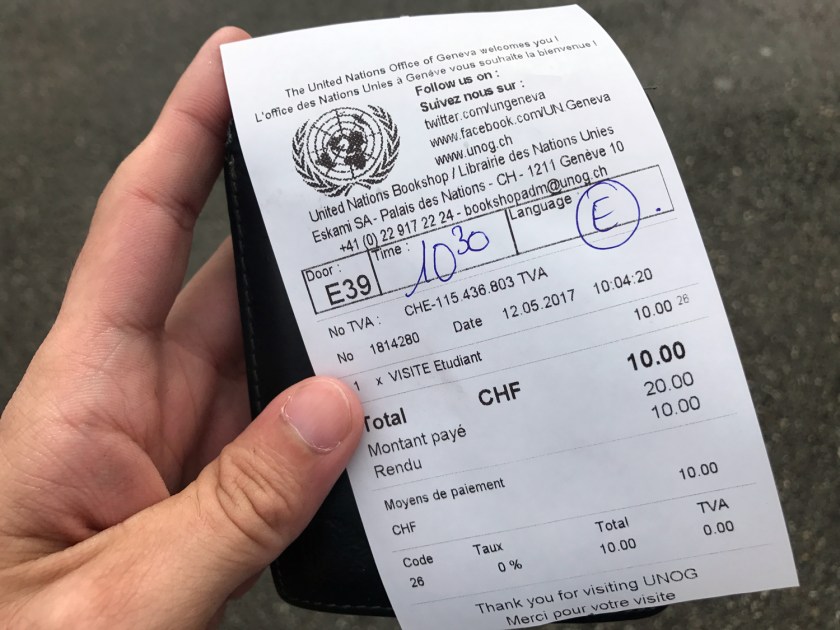 The United Nations Office of Geneva welcomes you !
L'office des Nations Unies à Genève vous souhaite la bienvenue !
Follow us on :
Suivez nous sur :
twitter.com/ungeneva
www.facebook.com/UN Geneva
www.unog.ch
United Nations Bookshop / Librairie des Nations Unies
Eskami SA - Palais des Nations - CH - 1211 Genève 10
+41 (0) 22 917 22 24 - bookshopadm@unog.ch
Door : Time : Language :
E39 10 30 E .
No TVA : CHE-115.436.803 TVA
No 1814280 Date 12.05.2017 10:04:20
1 x VISITE Etudiant 10.00 26
Total CHF 10.00
Montant payé 20.00
Rendu 10.00
Moyens de paiement
CHF 10.00
Code Taux Total TVA
26 0 % 10.00 0.00
Thank you for visiting UNOG
Merci pour votre visite